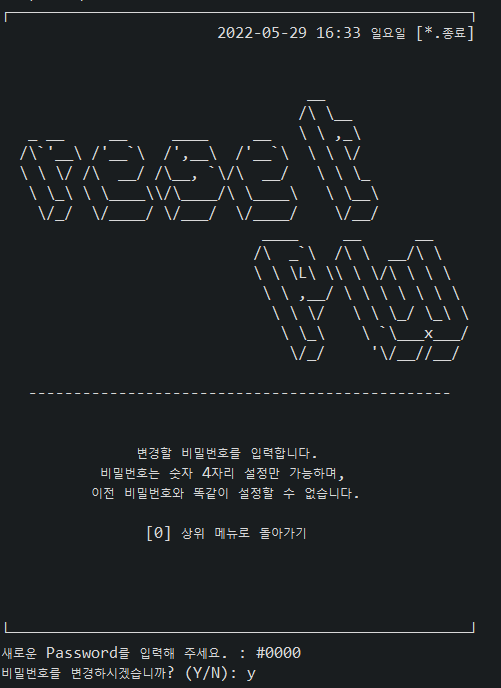 2022-05-29 16:33 일요일 [*.종료]
reset
PW
변경할 비밀번호를 입력합니다.
비밀번호는 숫자 4자리 설정만 가능하며,
이전 비밀번호와 똑같이 설정할 수 없습니다.
[0] 상위 메뉴로 돌아가기
새로운 Password를 입력해 주세요. : #0000
비밀번호를 변경하시겠습니까? (Y/N): y